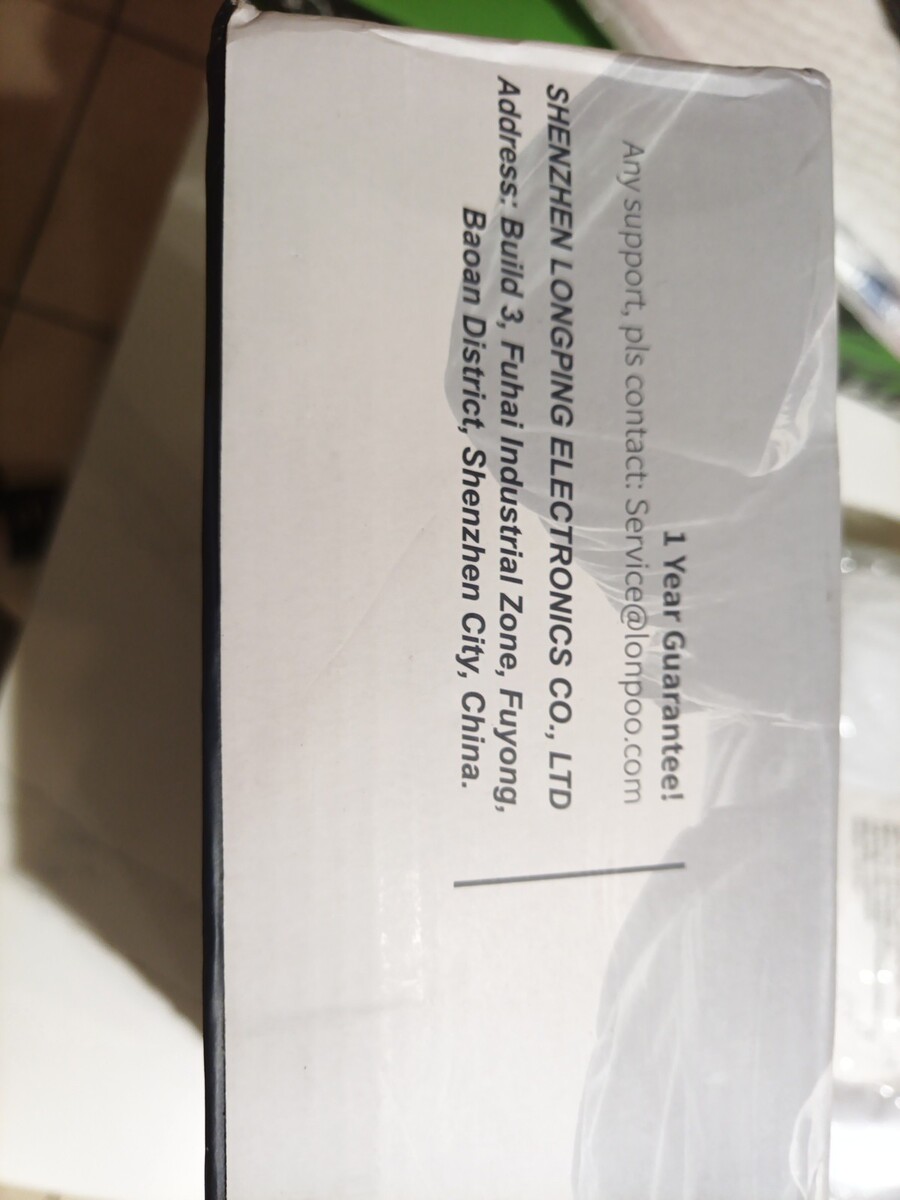 1 Year Guarantee!
Any support, pls contact: Service@lonpoo.com
SHENZHEN LONGPING ELECTRONICS CO., LTD
Address: Build 3, Fuhai Industrial Zone, Fuyong,
Baoan District, Shenzhen City, China.